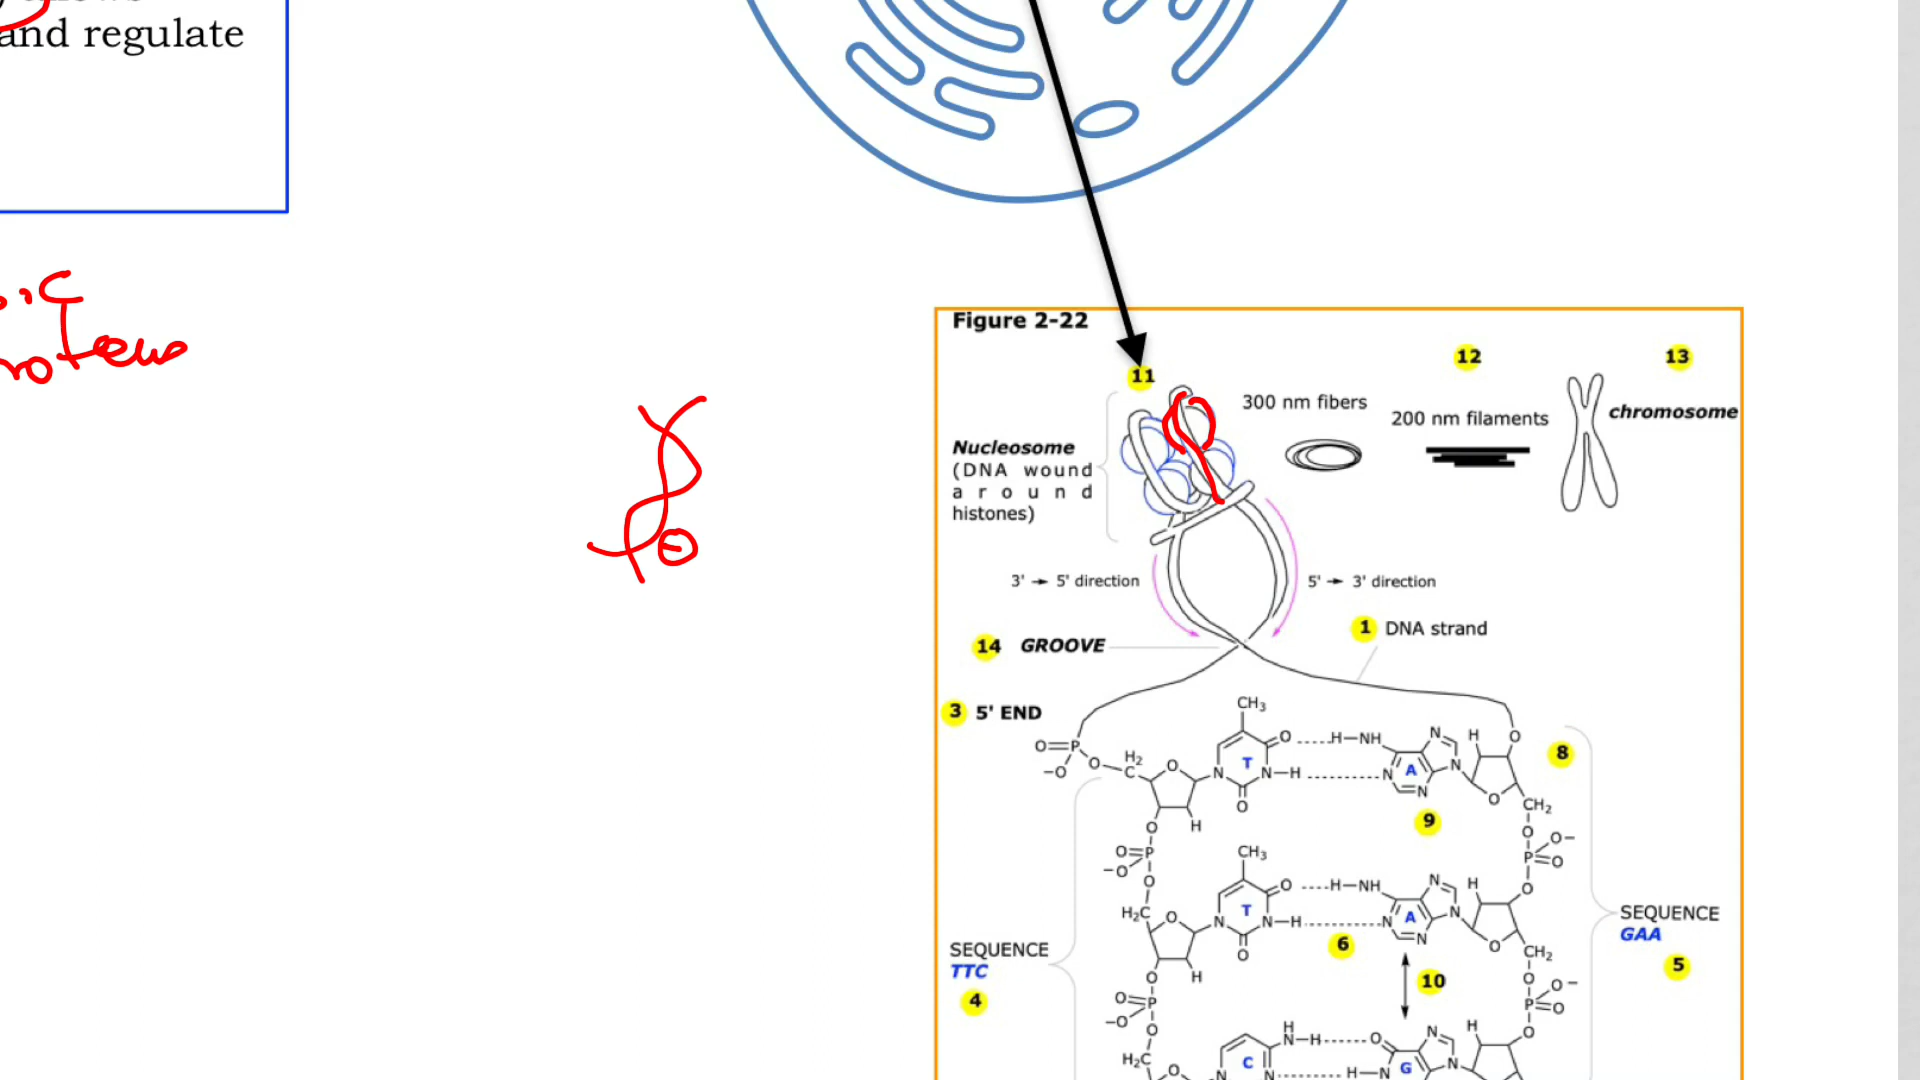 and regulate
Figure 2-22
11
12
13
300 nm fibers
200 nm filaments
chromosome
Nucleosome
(DNA wound
around
histones)
3' → 5' direction
5' → 3' direction
1 DNA strand
14 GROOVE
3 5' END
CH3
O=P
-O
O
H2
C
O
N
T
O
N-H
O
H-NH
N
A
N
N
N
H
O
O
8
9
H
CH2
O
O=P
-O
O
O
P=O
O-
O
CH3
H2C
O
N
T
O
N-H
O
H-NH
N
A
N
N
N
H
O
CH2
6
SEQUENCE
GAA
5
SEQUENCE
TTC
4
H
10
O
O=P
-O
O
O
P=O
O-
O
H2C
O
N
C
N
H
N-H
O
H-N
G
N
N
H